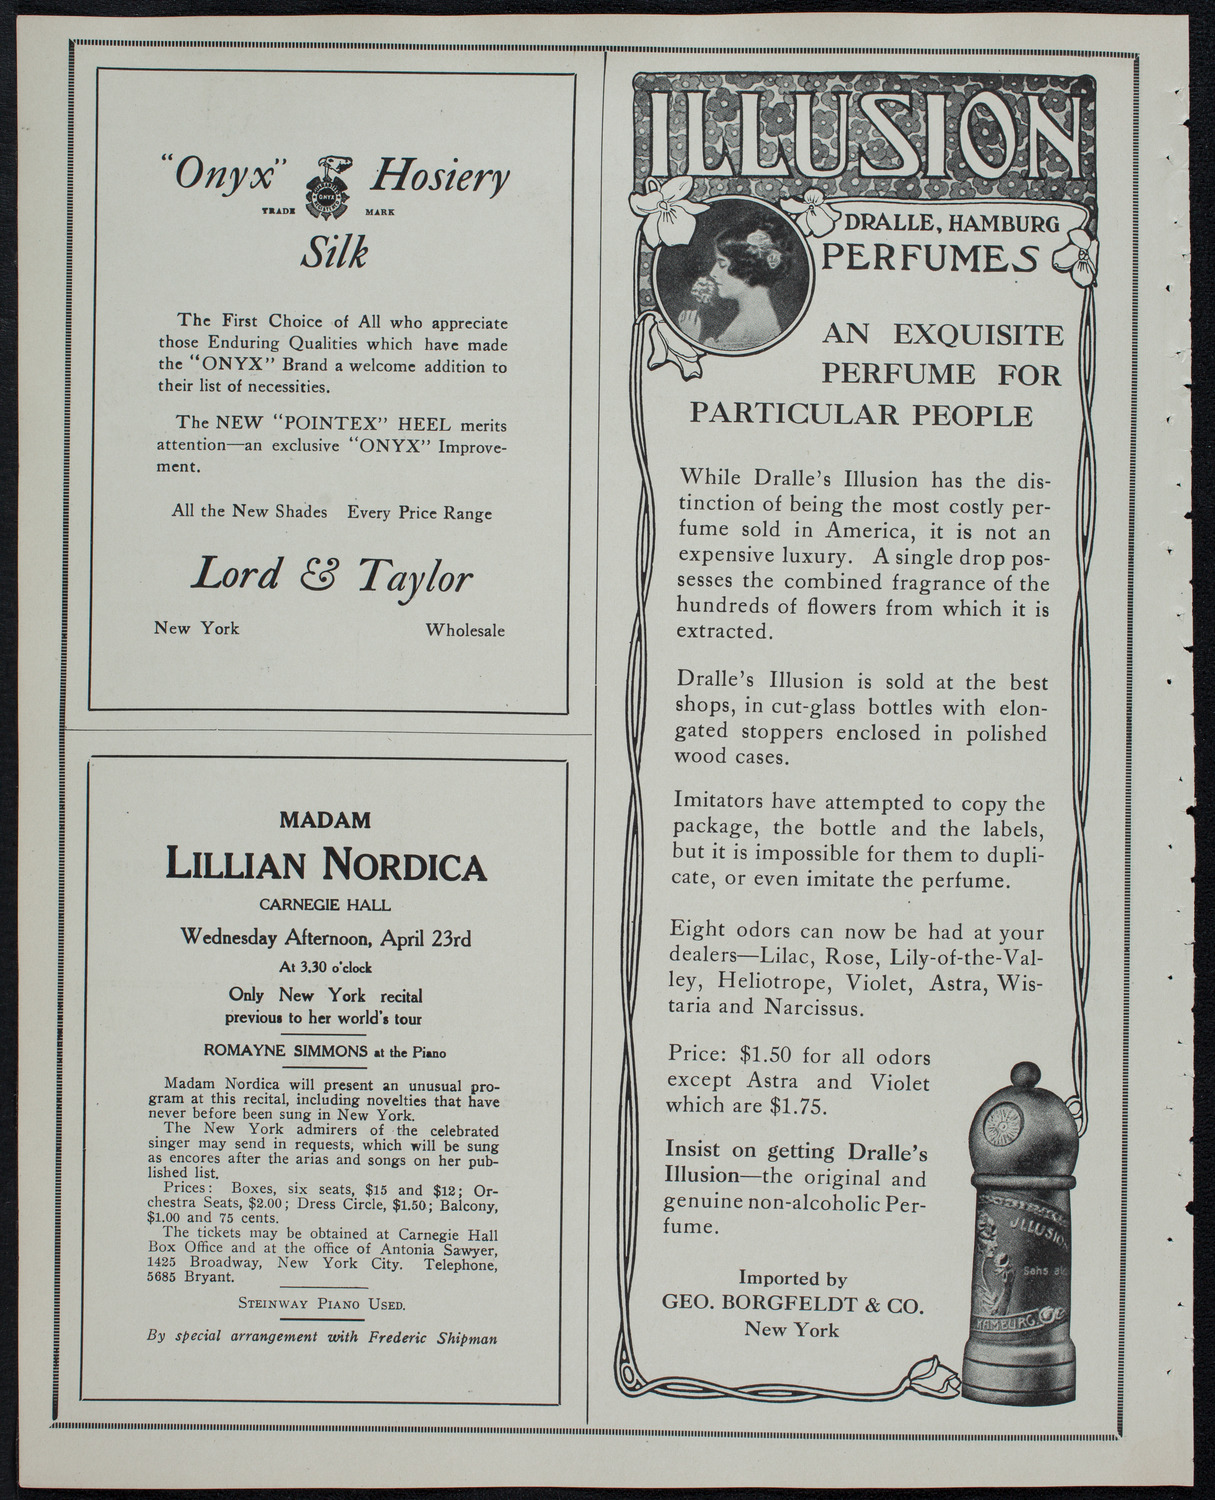 "Onyx" Hosiery
ONYX
TRADE MARK
Silk
The First Choice of All who appreciate
those Enduring Qualities which have made
the "ONYX" Brand a welcome addition to
their list of necessities.
The NEW "POINTEX" HEEL merits
attention—an exclusive "ONYX" Improve-
ment.
All the New Shades Every Price Range
Lord & Taylor
New York Wholesale
MADAM
LILLIAN NORDICA
CARNEGIE HALL
Wednesday Afternoon, April 23rd
At 3.30 o'clock
Only New York recital
previous to her world's tour
ROMAYNE SIMMONS at the Piano
Madam Nordica will present an unusual pro-
gram at this recital, including novelties that have
never before been sung in New York.
The New York admirers of the celebrated
singer may send in requests, which will be sung
as encores after the arias and songs on her pub-
lished list.
Prices: Boxes, six seats, $15 and $12; Or-
chestra Seats, $2.00; Dress Circle, $1.50; Balcony,
$1.00 and 75 cents.
The tickets may be obtained at Carnegie Hall
Box Office and at the office of Antonia Sawyer,
1425 Broadway, New York City. Telephone,
5685 Bryant.
STEINWAY PIANO USED.
By special arrangement with Frederic Shipman
ILLUSION
DRALLE, HAMBURG
PERFUMES
AN EXQUISITE
PERFUME FOR
PARTICULAR PEOPLE
While Dralle's Illusion has the dis-
tinction of being the most costly per-
fume sold in America, it is not an
expensive luxury. A single drop pos-
sesses the combined fragrance of the
hundreds of flowers from which it is
extracted.
Dralle's Illusion is sold at the best
shops, in cut-glass bottles with elon-
gated stoppers enclosed in polished
wood cases.
Imitators have attempted to copy the
package, the bottle and the labels,
but it is impossible for them to dupli-
cate, or even imitate the perfume.
Eight odors can now be had at your
dealers—Lilac, Rose, Lily-of-the-Val-
ley, Heliotrope, Violet, Astra, Wis-
taria and Narcissus.
Price: $1.50 for all odors
except Astra and Violet
which are $1.75.
Insist on getting Dralle's
Illusion—the original and
genuine non-alcoholic Per-
fume.
Imported by
GEO. BORGFELDT & CO.
New York
JLLUSION
Sans alc
HAMBURG